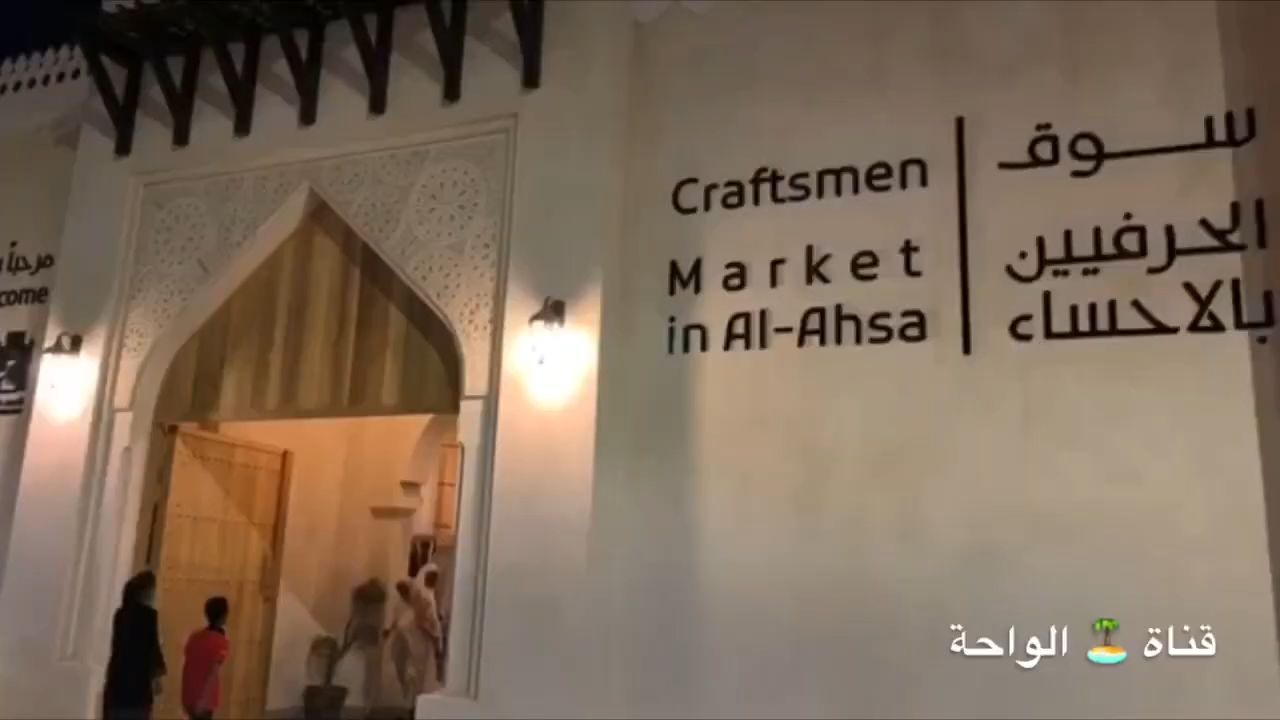 Craftsmen
Market
in Al-Ahsa
سوق
الحرفيين
بالاحساء
مرحباً
come
قناة 🏝 الواحة